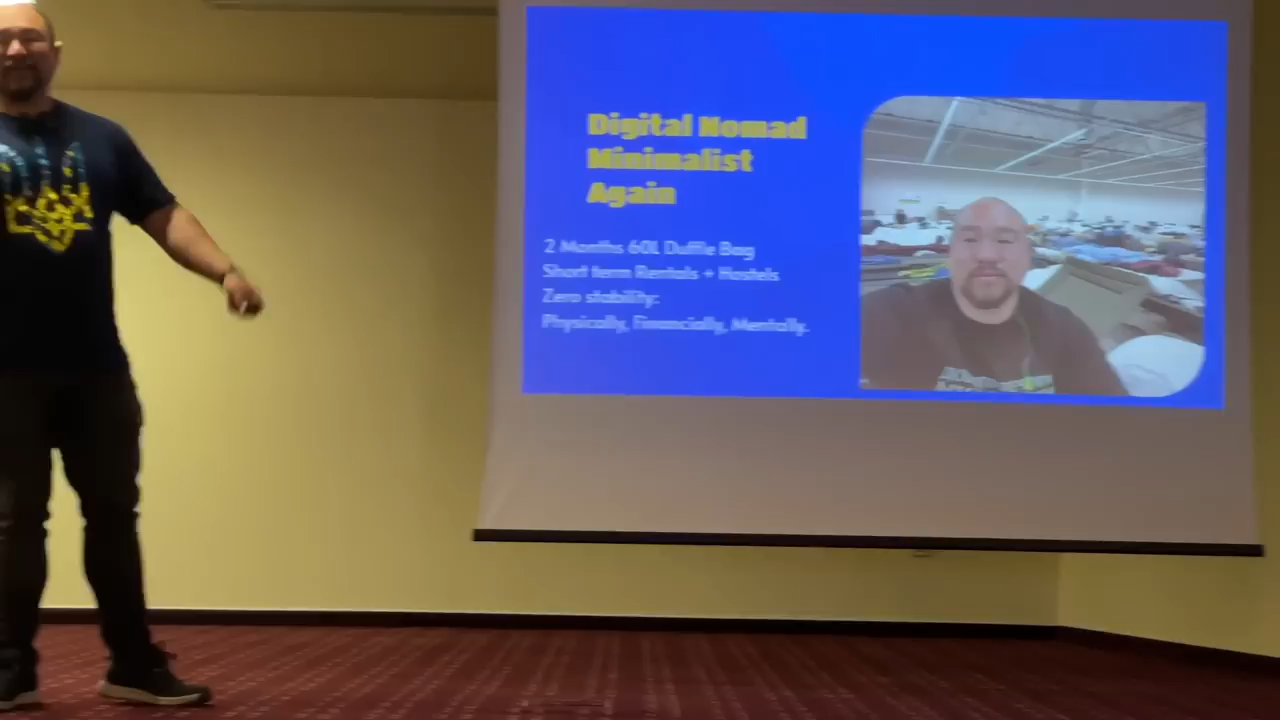 Digital Nomad
Minimalist
Again
2 Months 60L Duffle Bag
Short term Rentals + Hostels
Zero stability:
Physically, Financially, Mentally.